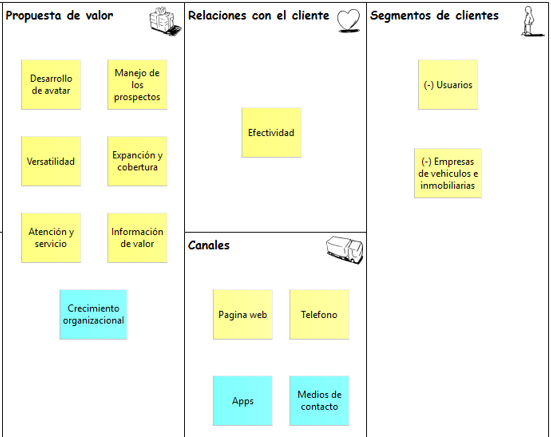 Propuesta de valor
Desarrollo
de avatar
Manejo de
los
prospectos
Versatilidad
Expanción y
cobertura
Atención y
servicio
Información
de valor
Crecimiento
organizacional
Relaciones con el cliente
Efectividad
Canales
Pagina web
Telefono
Apps
Medios de
contacto
Segmentos de clientes
(-) Usuarios
(-) Empresas
de vehiculos e
inmobiliarias